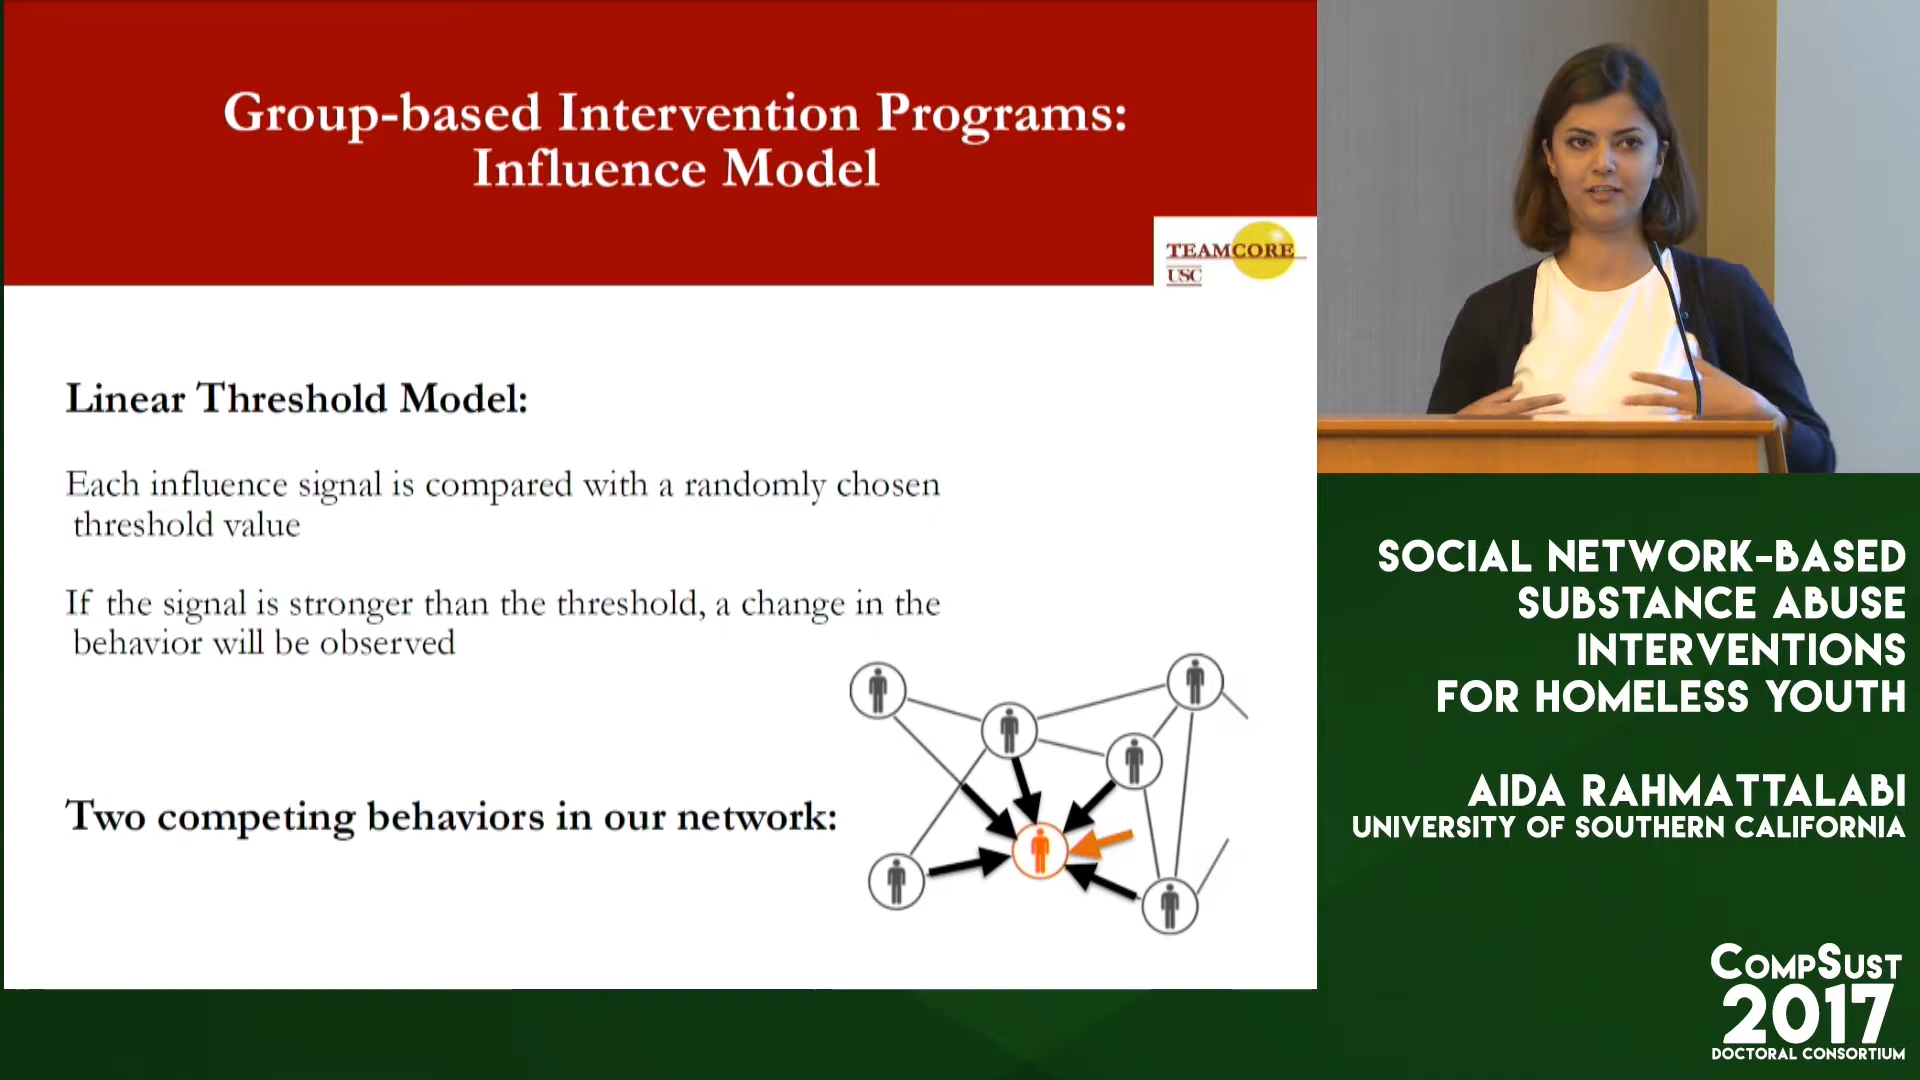 Group-based Intervention Programs:
Influence Model
TEAMCORE
USC
Linear Threshold Model:
Each influence signal is compared with a randomly chosen
threshold value
If the signal is stronger than the threshold, a change in the
behavior will be observed
Two competing behaviors in our network:
SOCIAL NETWORK-BASED
SUBSTANCE ABUSE
INTERVENTIONS
FOR HOMELESS YOUTH
AIDA RAHMATTALABI
UNIVERSITY OF SOUTHERN CALIFORNIA
COMPSUST
2017
DOCTORAL CONSORTIUM